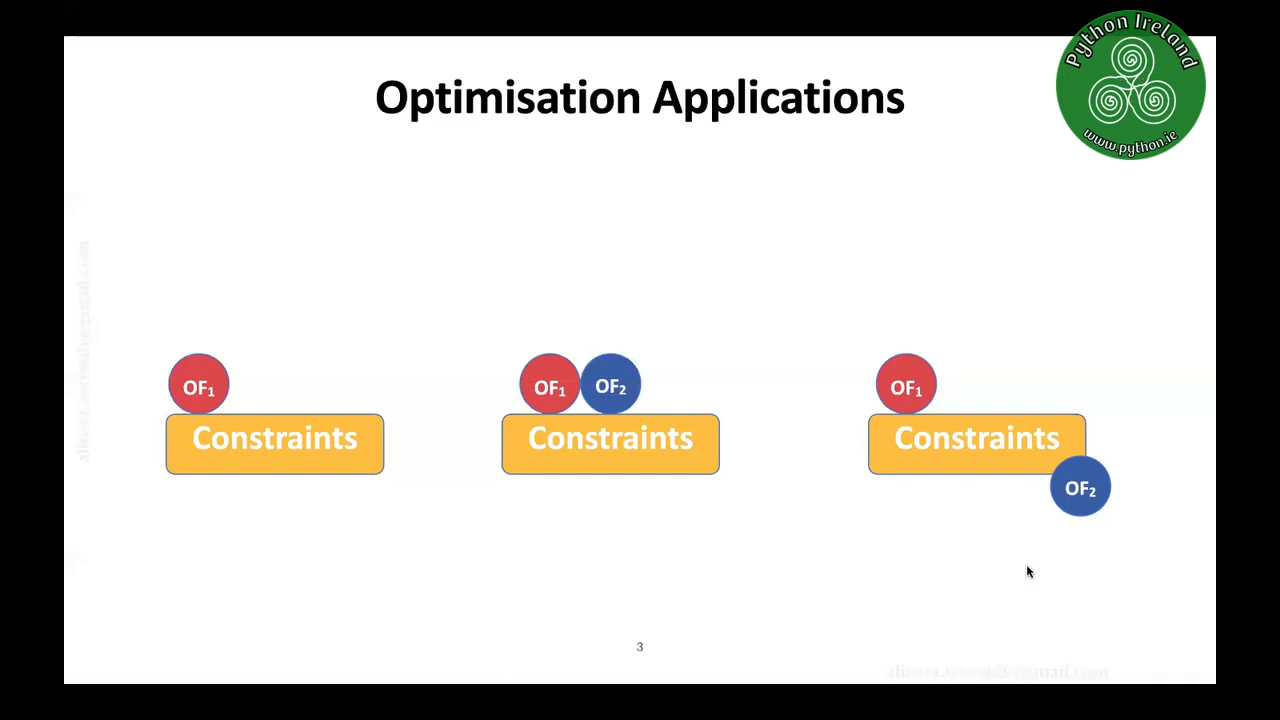 Python Ireland
www.python.ie
Optimisation Applications
OF1
Constraints
OF1 OF2
Constraints
OF1
Constraints
OF2
3